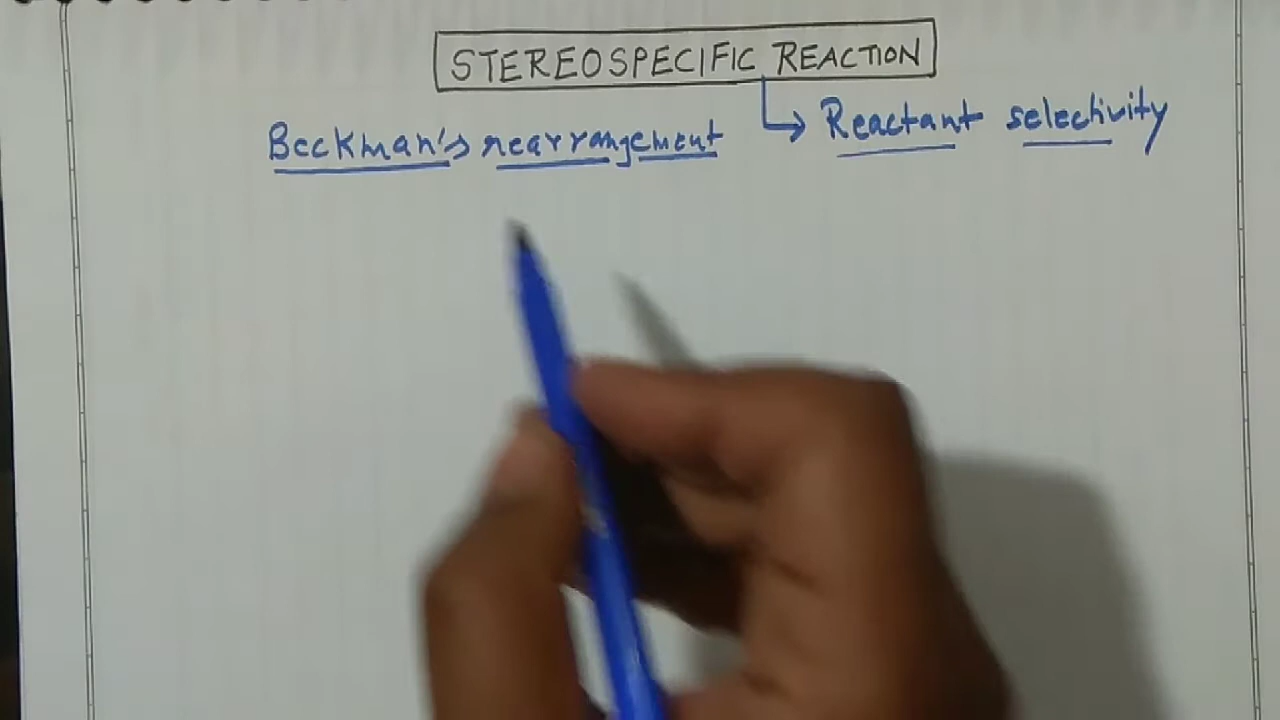 STEREOSPECIFIC REACTION
Reactant selectivity
Beckman's rearrangement